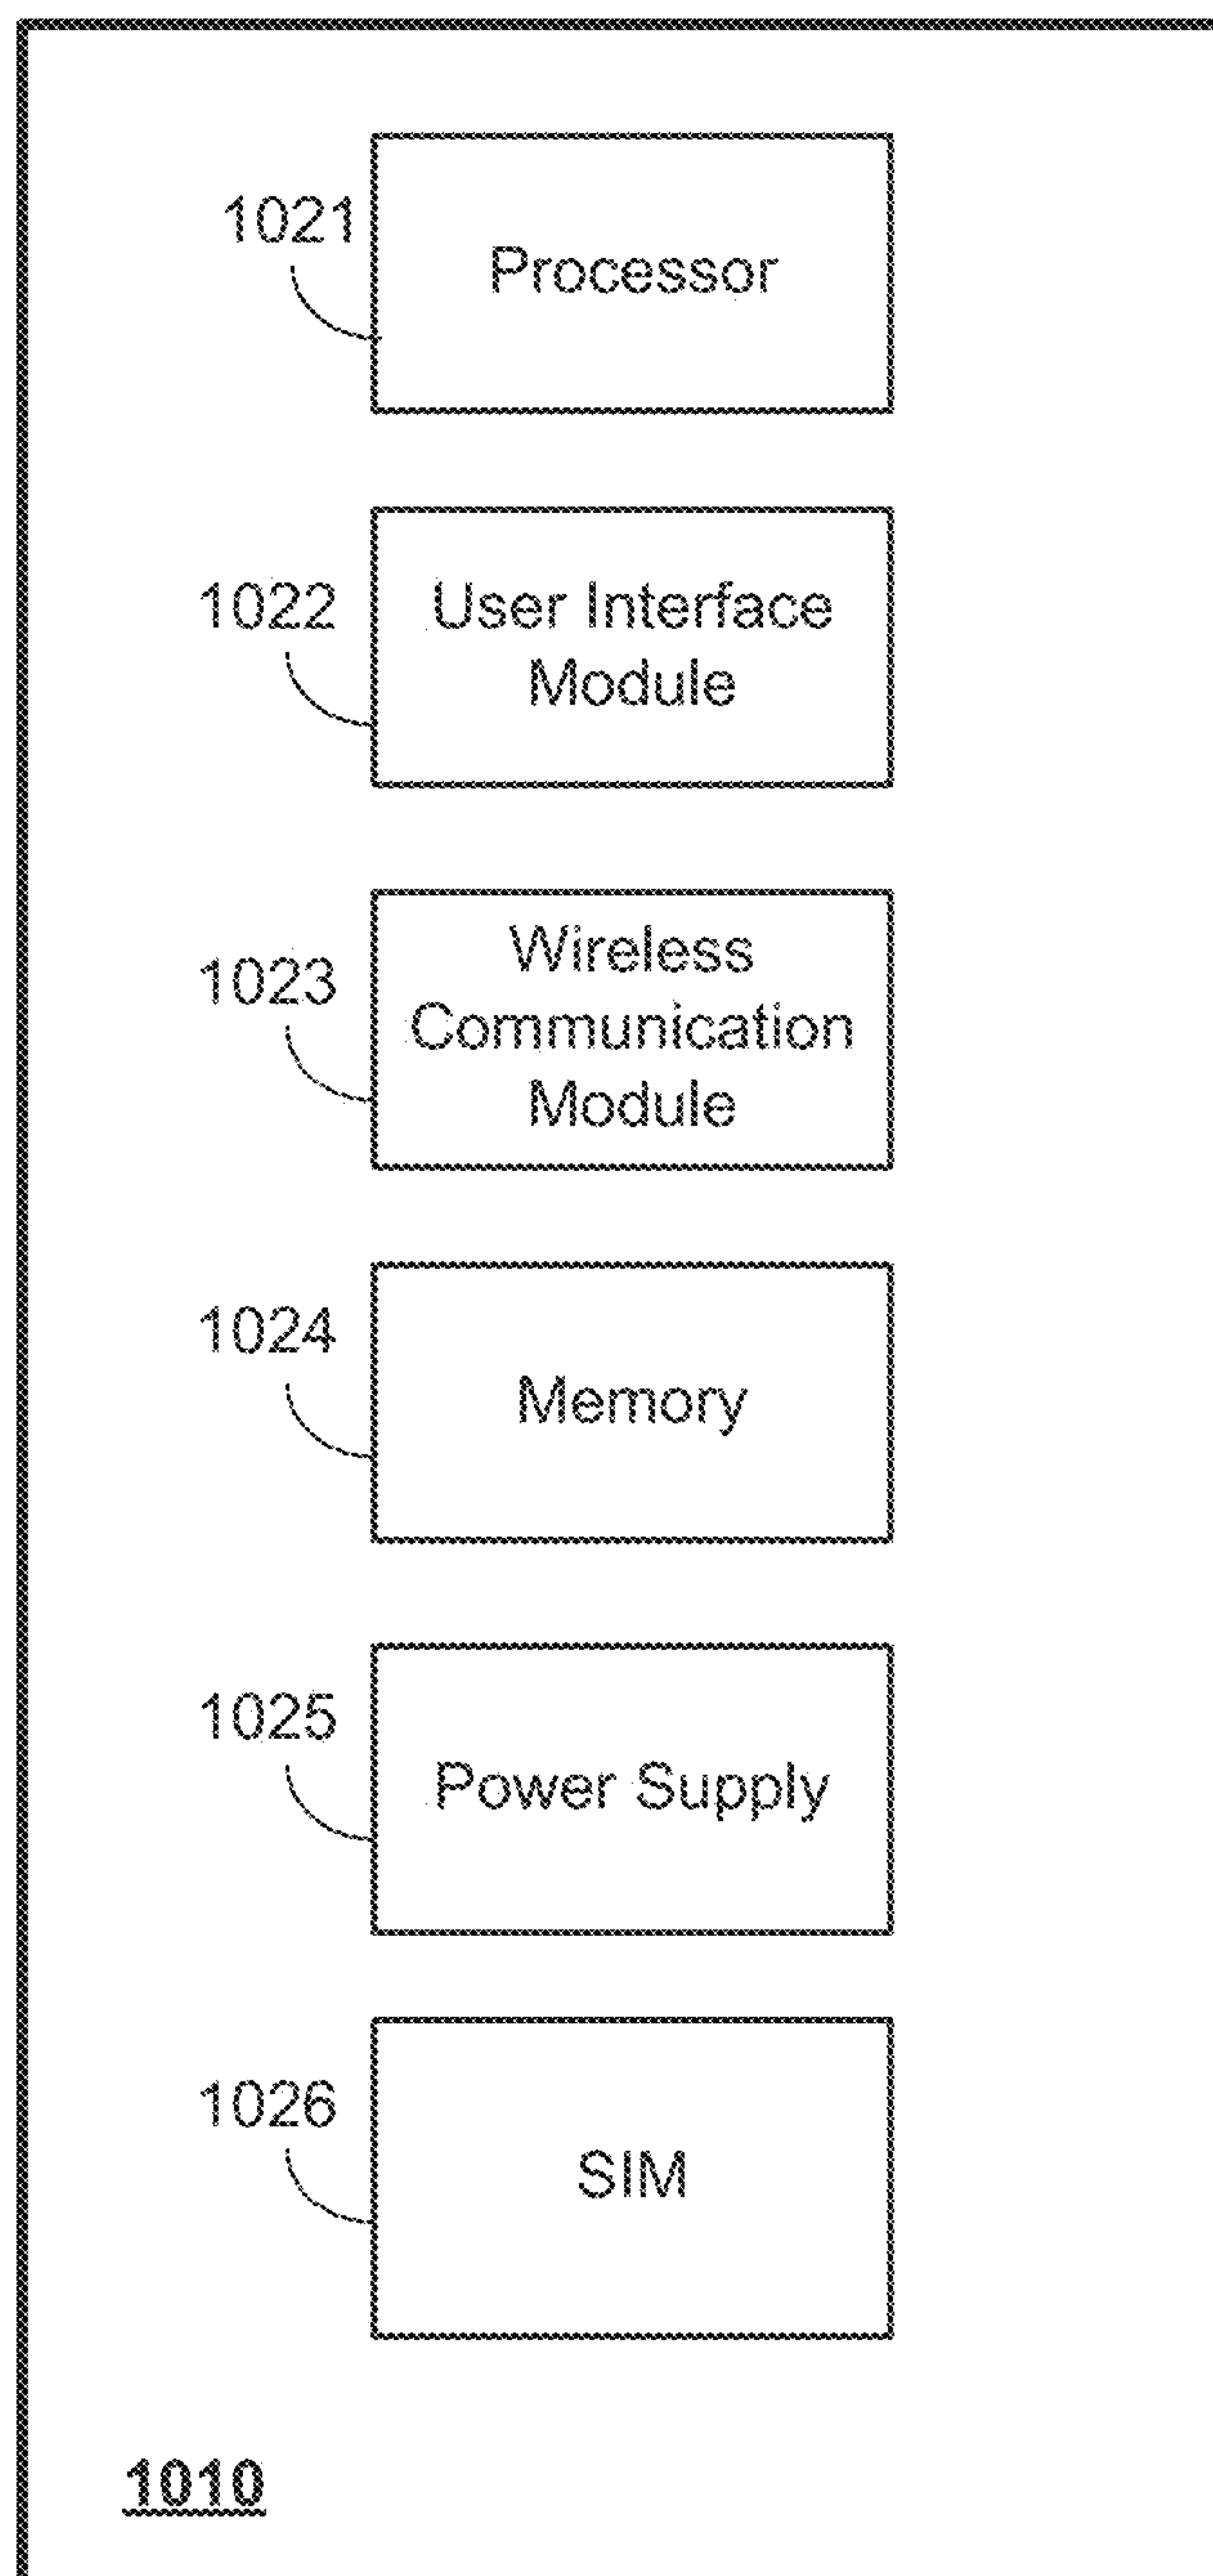 1021
Processor
1022
User Interface
Module
1023
Wireless
Communication
Module
1024
Memory
1025
Power Supply
1026
SIM
1010